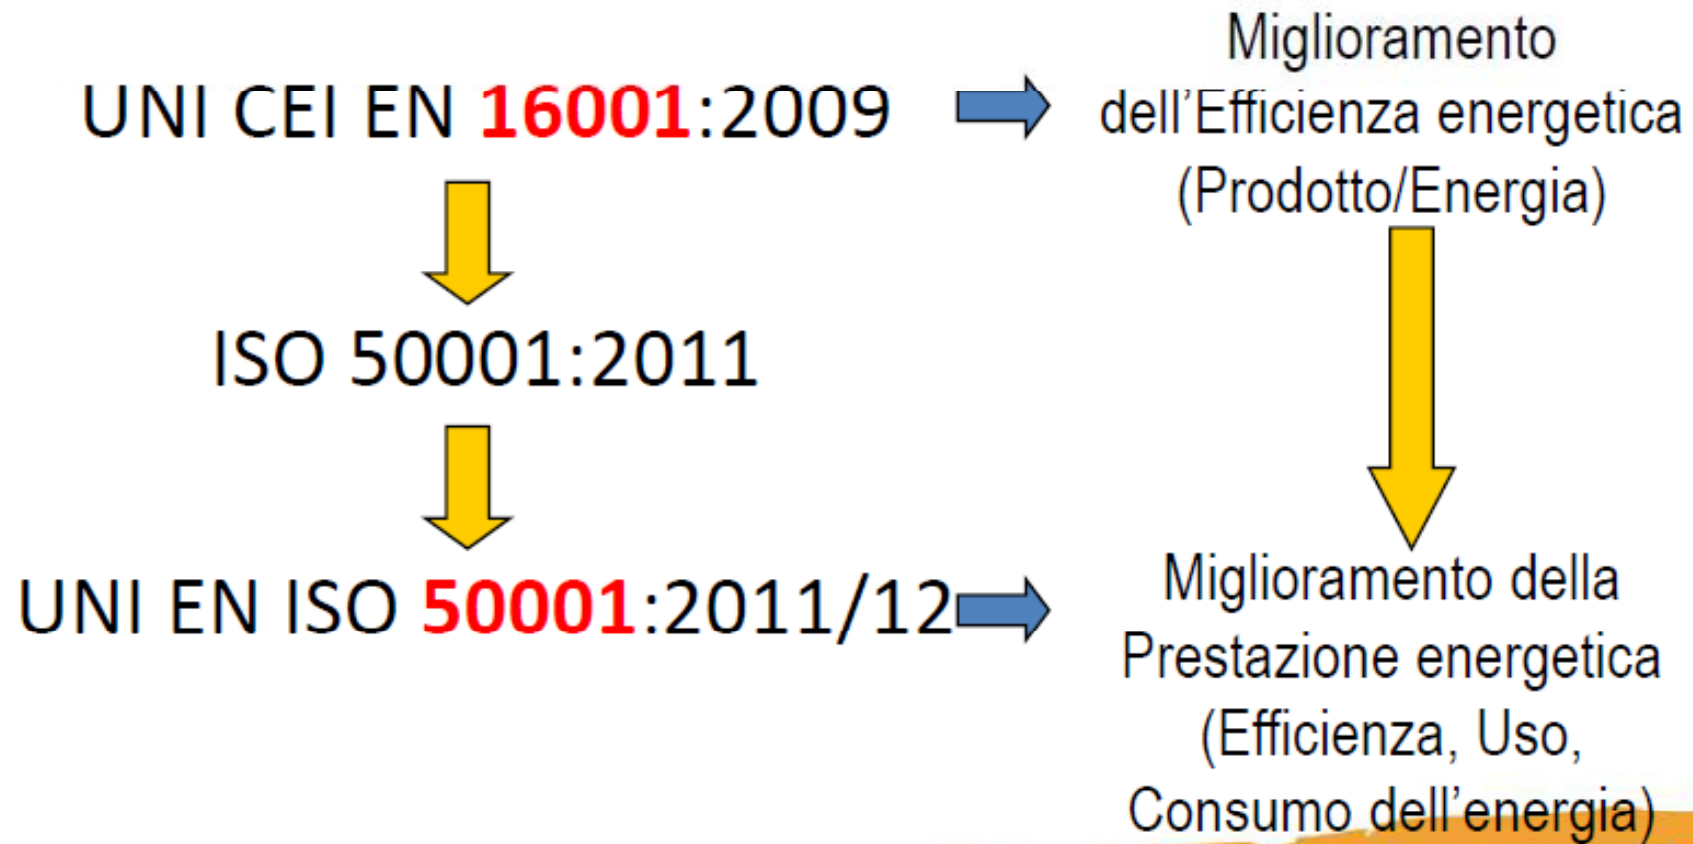 UNI CEI EN 16001:2009
Miglioramento
dell’Efficienza energetica
(Prodotto/Energia)
ISO 50001:2011
UNI EN ISO 50001:2011/12
Miglioramento della
Prestazione energetica
(Efficienza, Uso,
Consumo dell’energia)